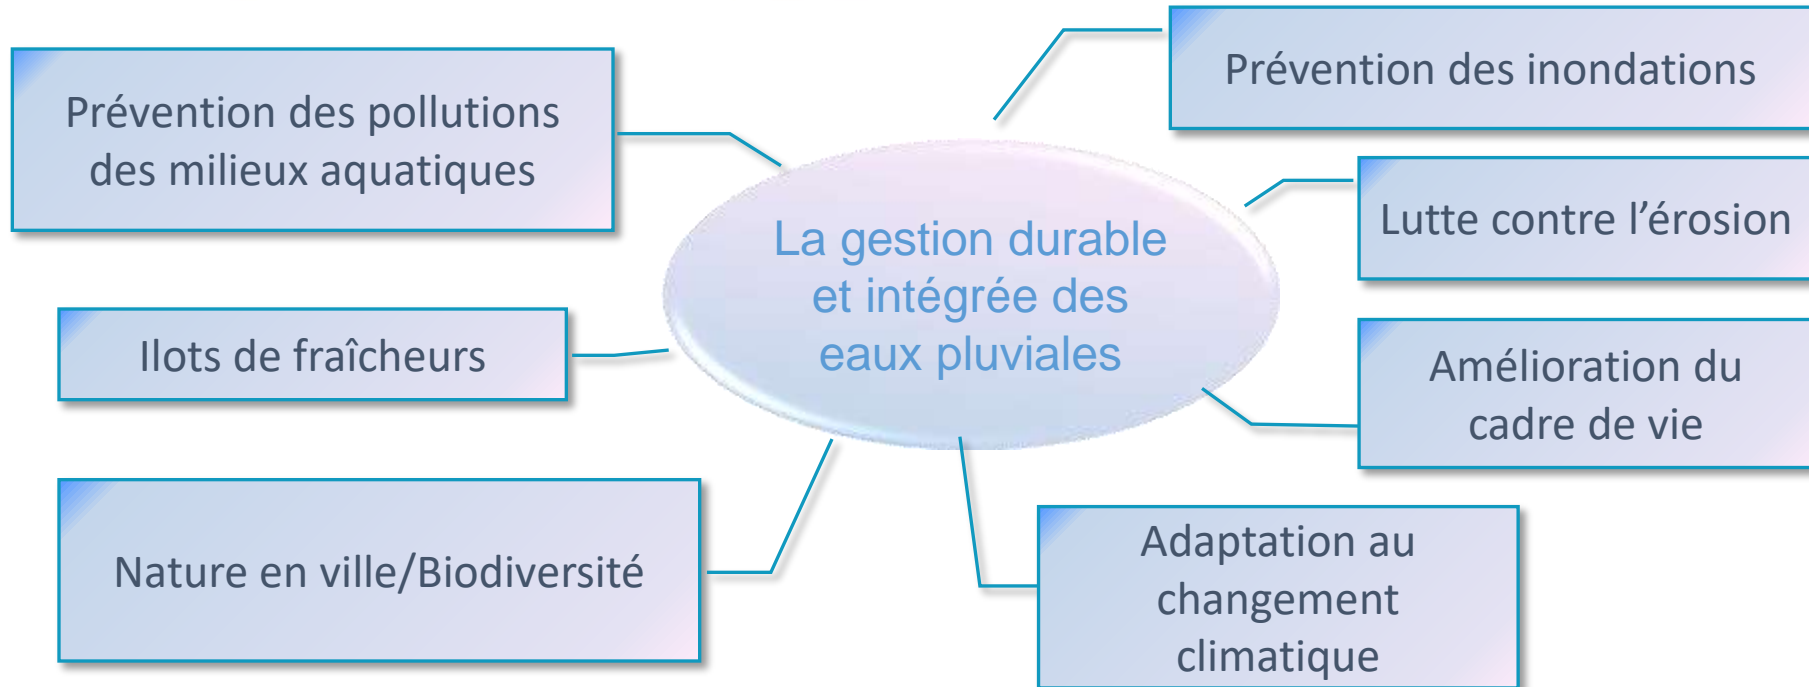 Prévention des pollutions
des milieux aquatiques
Prévention des inondations
Lutte contre l’érosion
La gestion durable
et intégrée des
eaux pluviales
Ilots de fraîcheurs
Amélioration du
cadre de vie
Nature en ville/Biodiversité
Adaptation au
changement
climatique